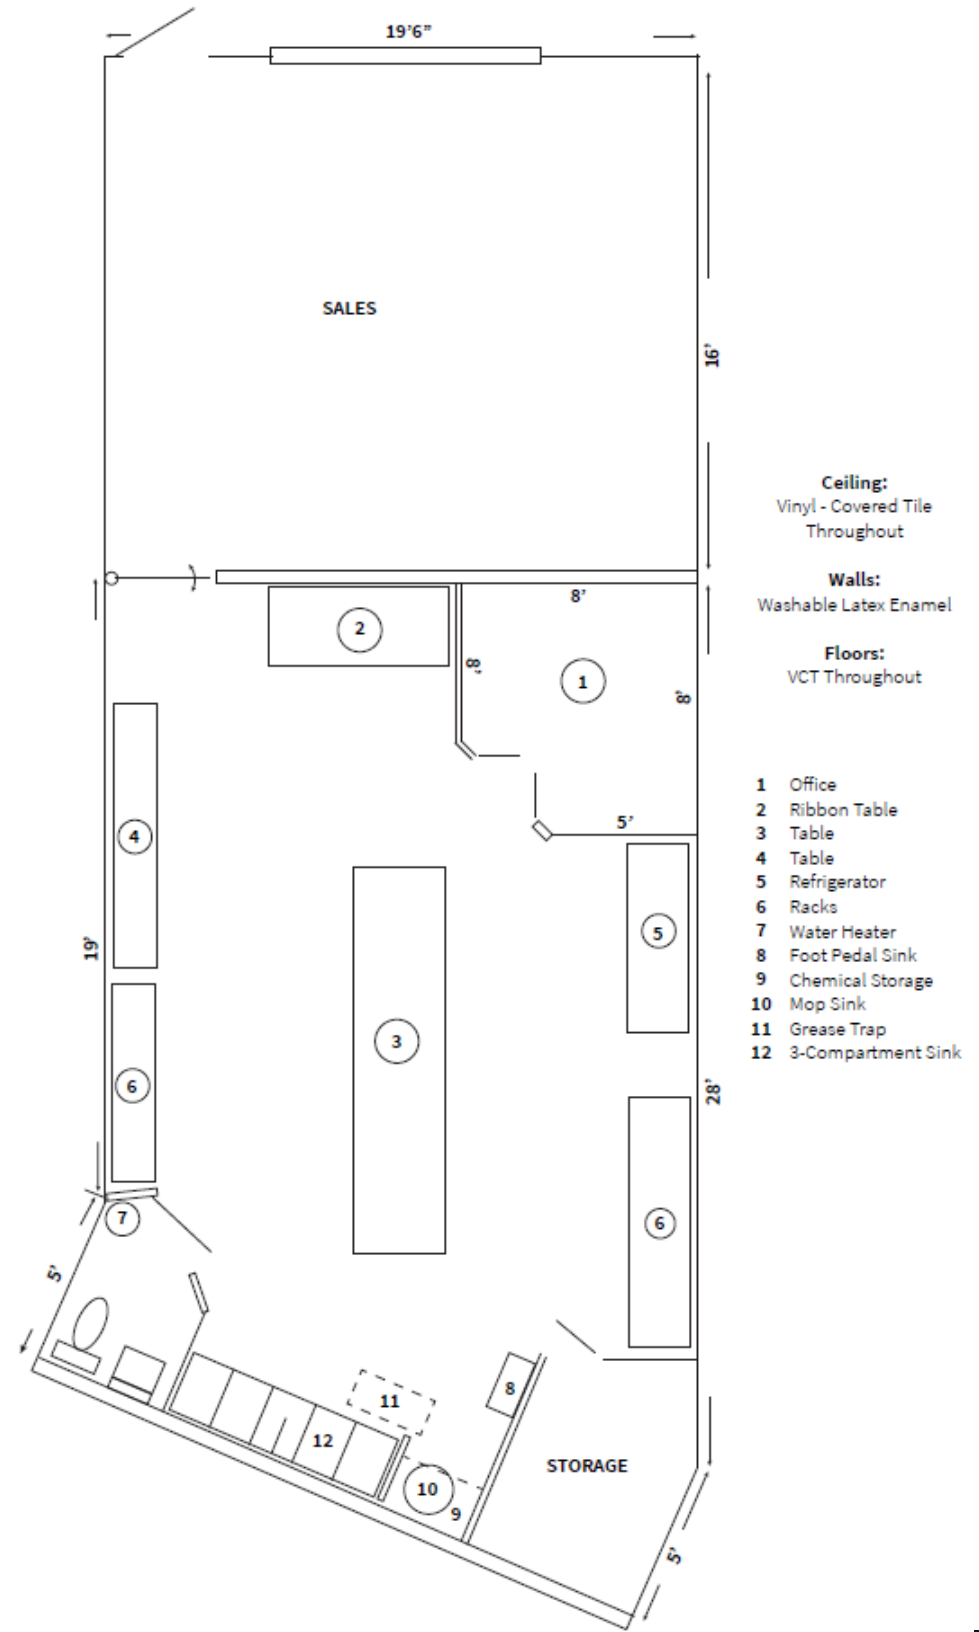 19'6”
SALES
16’
Ceiling:
Vinyl - Covered Tile
Throughout
Walls:
Washable Latex Enamel
Floors:
VCT Throughout
8’
2
8’
1
8’
5’
4
19’
3
5
6
6
28’
7
5’
8
11
12
10
9
STORAGE
5’
1 Office
2 Ribbon Table
3 Table
4 Table
5 Refrigerator
6 Racks
7 Water Heater
8 Foot Pedal Sink
9 Chemical Storage
10 Mop Sink
11 Grease Trap
12 3-Compartment Sink